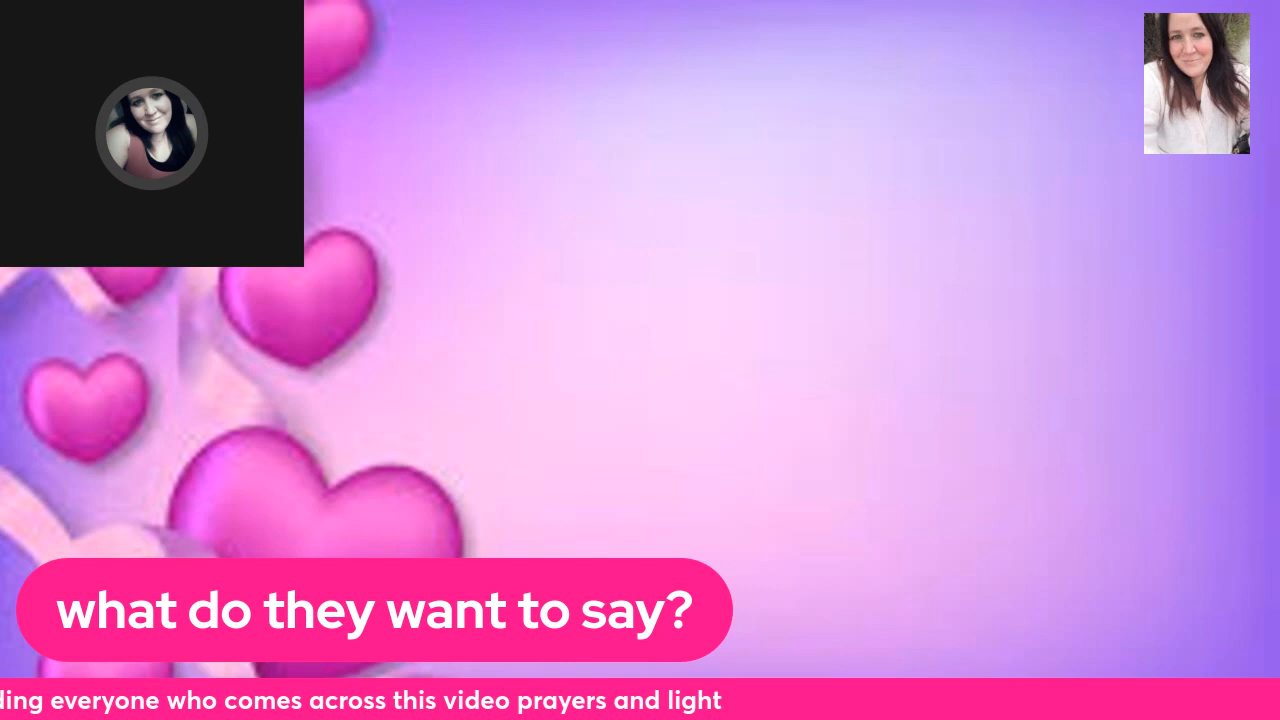 what do they want to say?
ding everyone who comes across this video prayers and light